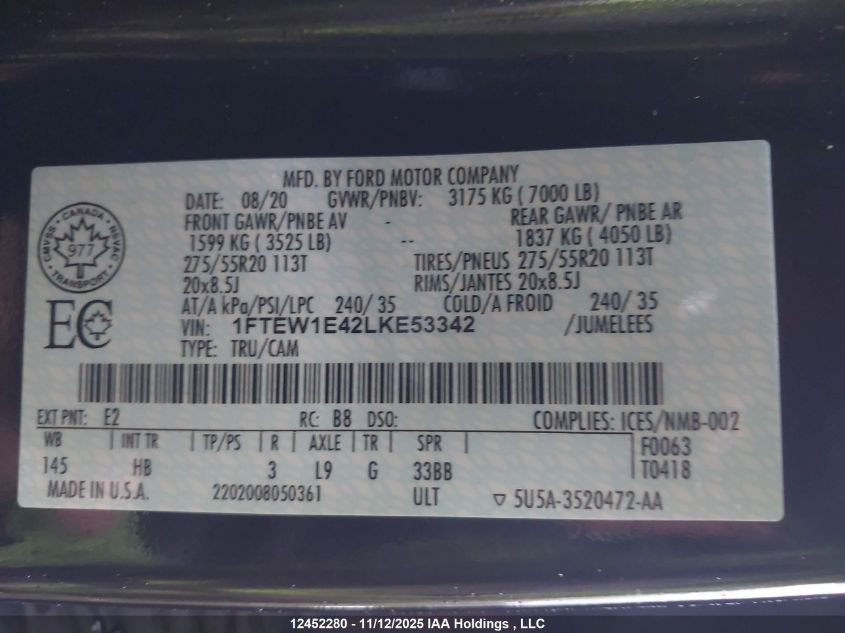 MFD. BY FORD MOTOR COMPANY
DATE: 08/20 GVWR/PNBV: 3175 KG ( 7000 LB)
FRONT GAWR/PNBE AV - REAR GAWR/ PNBE AR
1599 KG ( 3525 LB) -- 1837 KG ( 4050 LB)
275/55R20 113T TIRES/PNEUS 275/55R20 113T
20x8.5J RIMS/JANTES 20x8.5J
AT/A kPa/PSI/LPC 240/ 35 COLD/A FROID 240/ 35
VIN: 1FTEW1E42LKE53342 /JUMELEES
TYPE: TRU/CAM
CMVSS · CANADA · NSVAC
977
TRANSPORT
EC
EXT PNT: E2 RC: B8 DSO: COMPLIES: ICES/NMB-002
WB | INT TR | TP/PS | R | AXLE | TR | SPR | F0063
145 HB 3 L9 G 33BB T0418
MADE IN U.S.A. 2202008050361 ULT ▽ 5U5A-3520472-AA
12452280 - 11/12/2025 IAA Holdings , LLC